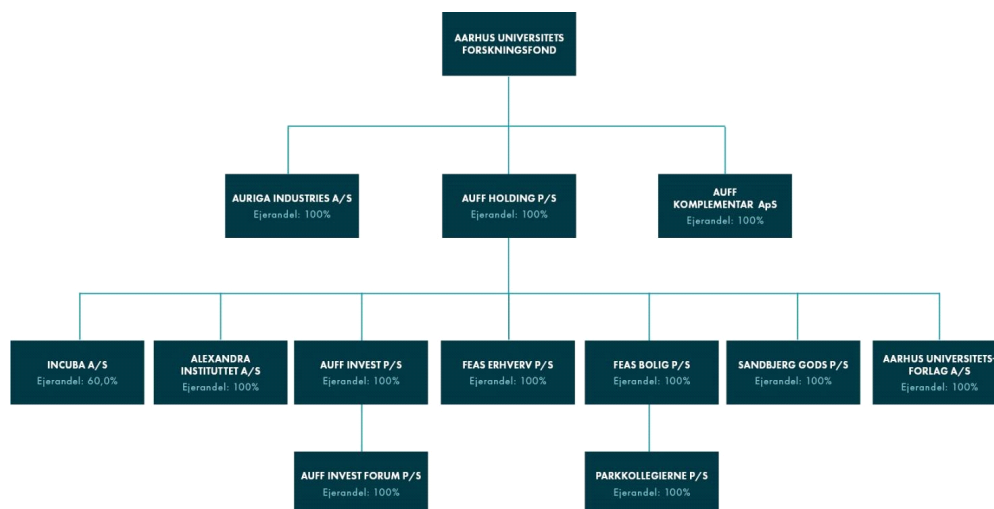 AARHUS UNIVERSITETS
FORSKNINGSFOND
AURIGA INDUSTRIES A/S
Ejerandel: 100%
AUFF HOLDING P/S
Ejerandel: 100%
AUFF
KOMPLEMENTAR ApS
Ejerandel: 100%
INCUBA A/S
Ejerandel: 60,0%
ALEXANDRA
INSTITUTTET A/S
Ejerandel: 100%
AUFF INVEST P/S
Ejerandel: 100%
FEAS ERHVERV P/S
Ejerandel: 100%
FEAS BOLIG P/S
Ejerandel: 100%
SANDBJERG GODS P/S
Ejerandel: 100%
AARHUS UNIVERSITETS-
FORLAG A/S
Ejerandel: 100%
AUFF INVEST FORUM P/S
Ejerandel: 100%
PARKKOLLEGIERNE P/S
Ejerandel: 100%